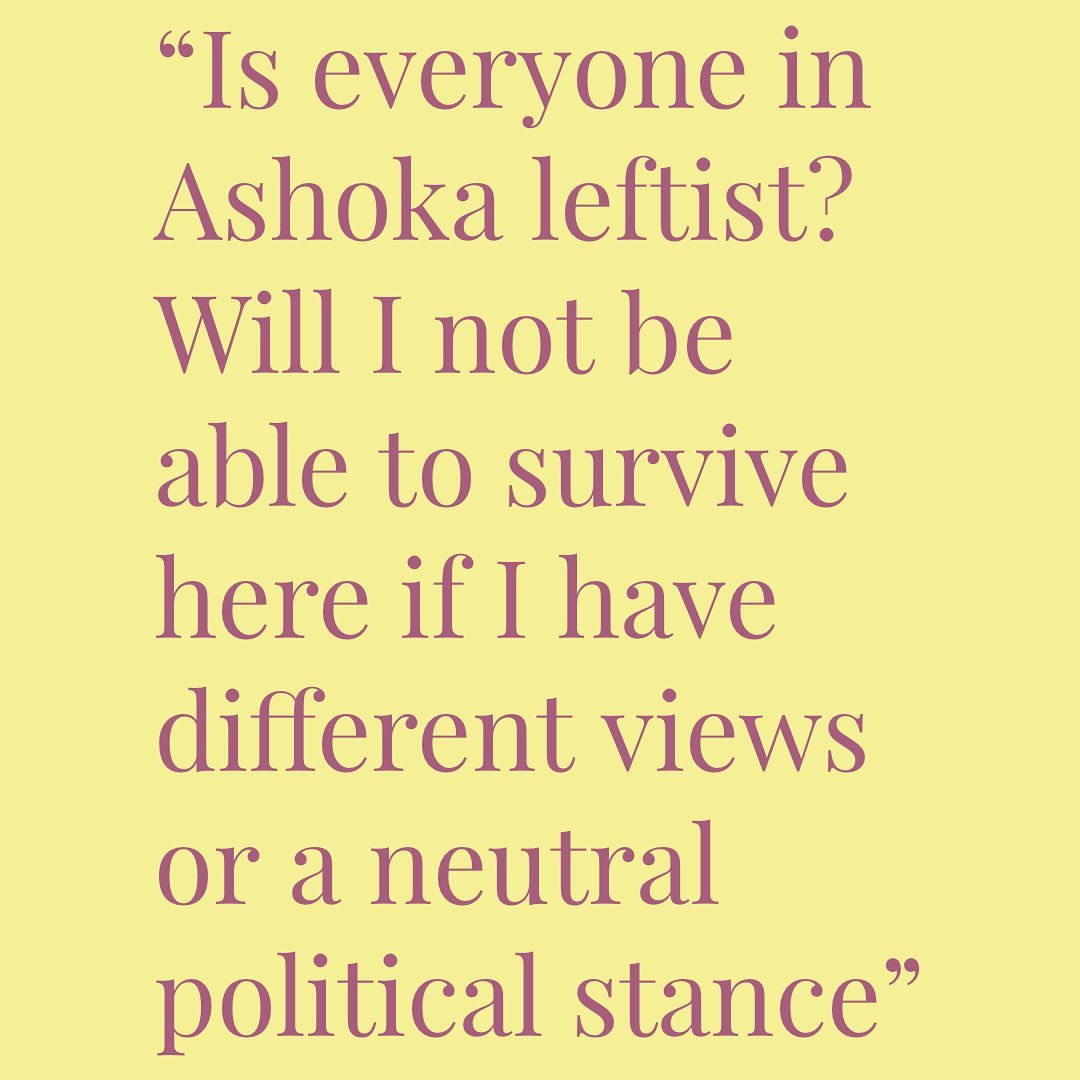 “Is everyone in
Ashoka leftist?
Will I not be
able to survive
here if I have
different views
or a neutral
political stance”